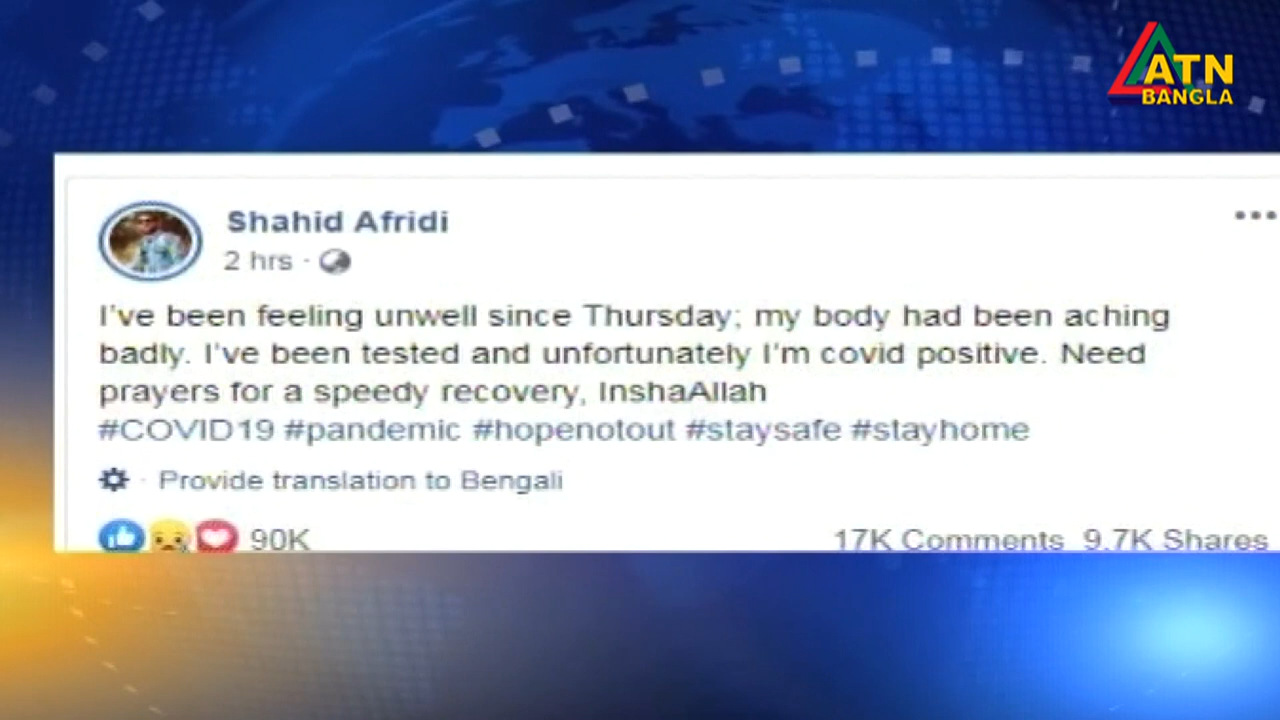 ATN
BANGLA
Shahid Afridi
2 hrs ·
I've been feeling unwell since Thursday; my body had been aching
badly. I've been tested and unfortunately I'm covid positive. Need
prayers for a speedy recovery, InshaAllah
#COVID19 #pandemic #hopenotout #staysafe #stayhome
· Provide translation to Bengali
90K 17K Comments 9.7K Shares